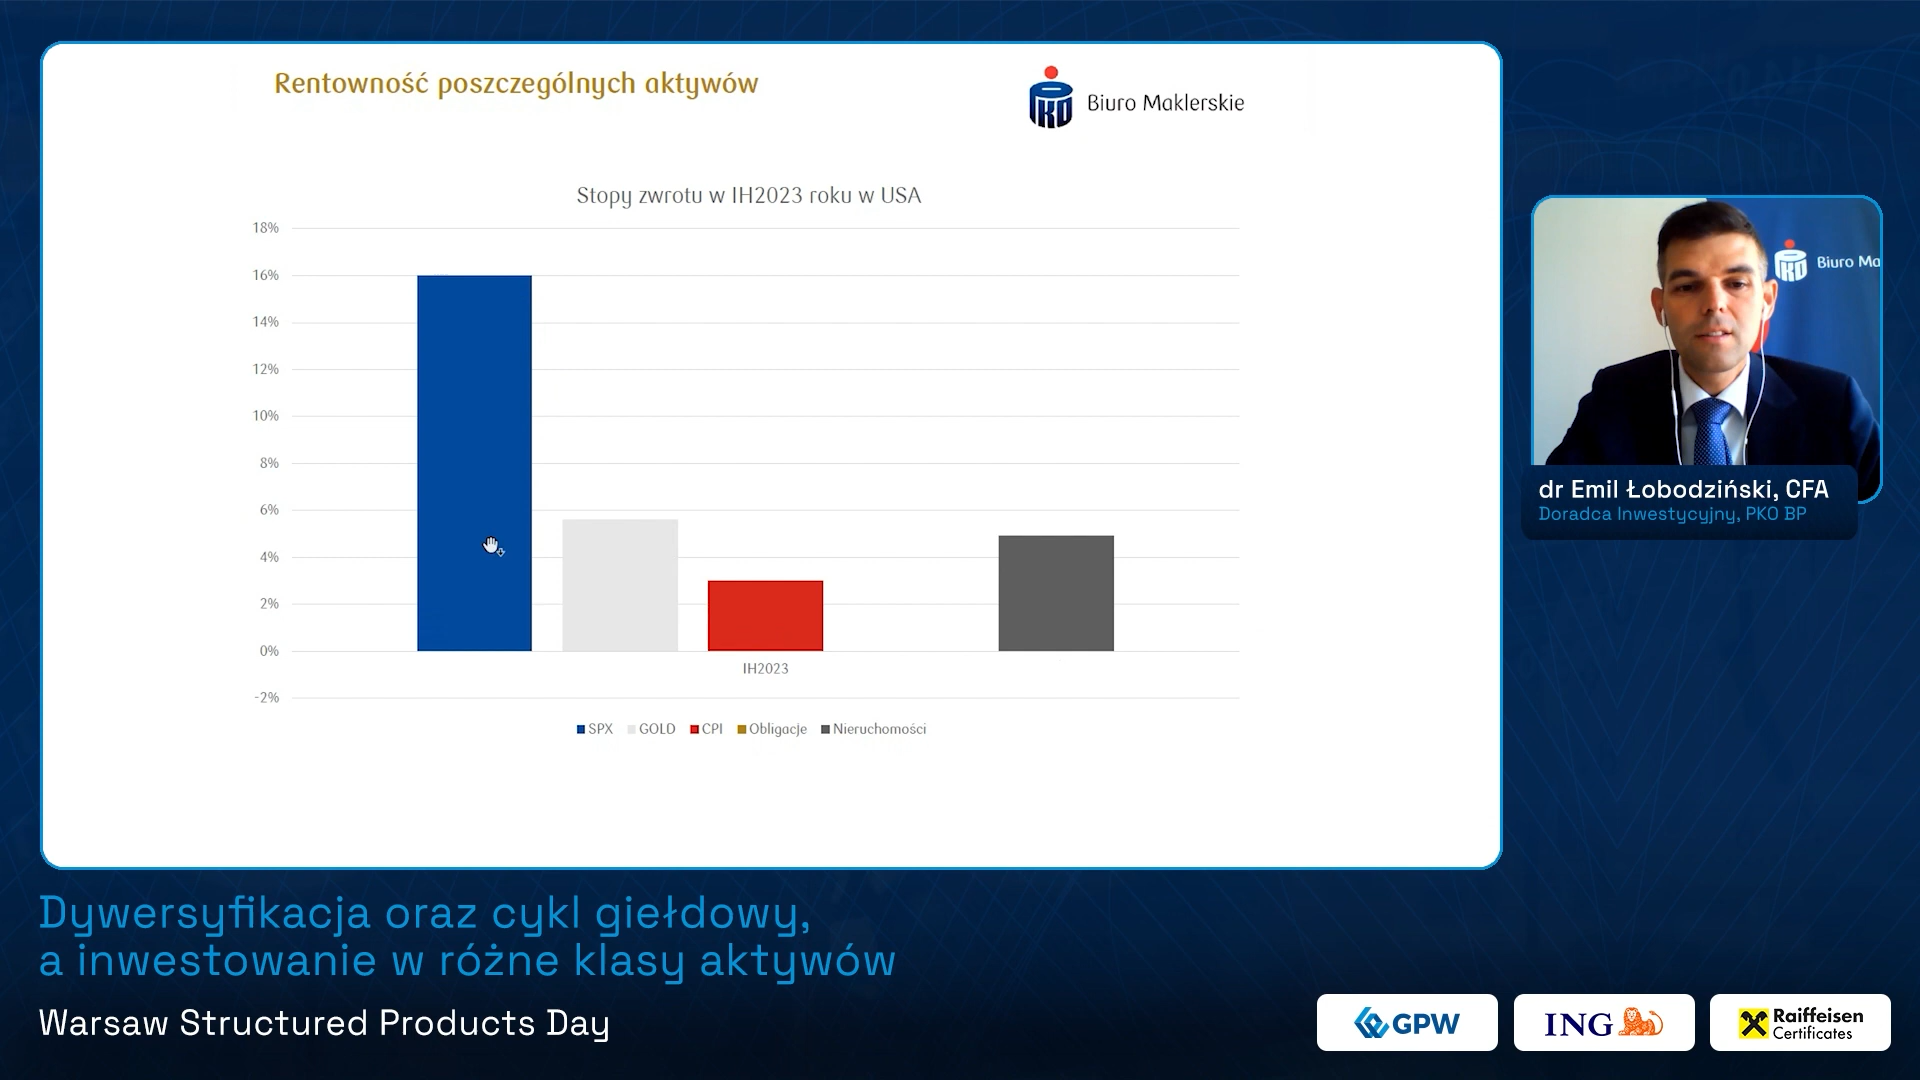 Rentowność poszczególnych aktywów
PKO Biuro Maklerskie
Stopy zwrotu w IH2023 roku w USA
18%
16%
14%
12%
10%
8%
6%
4%
2%
0%
-2%
IH2023
SPX GOLD CPI Obligacje Nieruchomości
PKO Biuro Ma
dr Emil Łobodziński, CFA
Doradca Inwestycyjny, PKO BP
Dywersyfikacja oraz cykl giełdowy,
a inwestowanie w różne klasy aktywów
Warsaw Structured Products Day
GPW
ING
Raiffeisen
Certificates